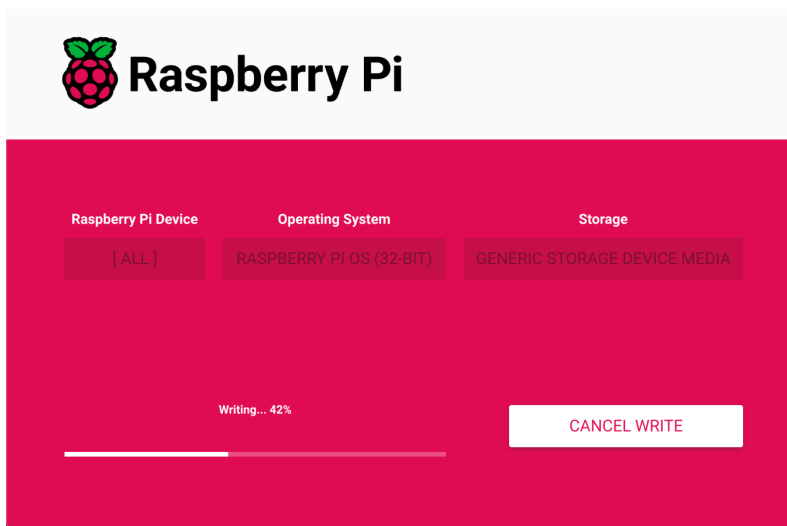 Raspberry Pi
Raspberry Pi Device
Operating System
Storage
[ ALL ]
RASPBERRY PI OS (32-BIT)
GENERIC STORAGE DEVICE MEDIA
Writing... 42%
CANCEL WRITE